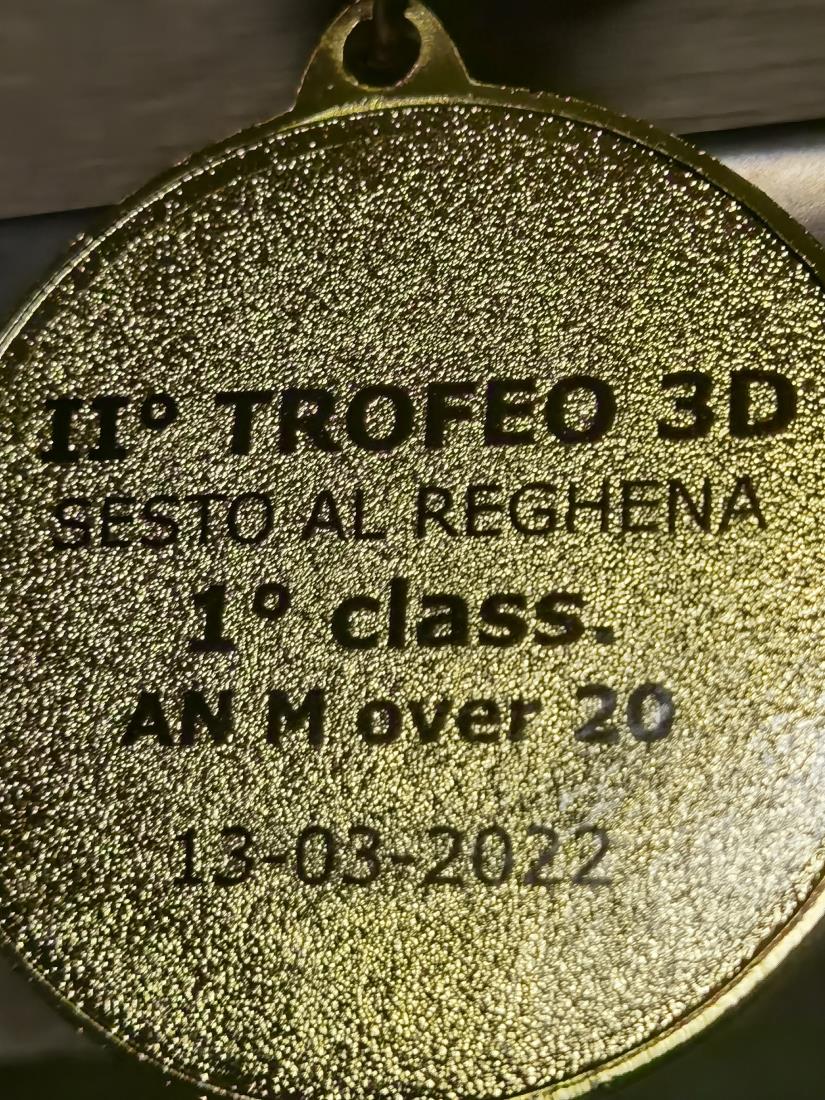 II° TROFEO 3D
SESTO AL REGHENA
1° class.
AN M over 20
13-03-2022